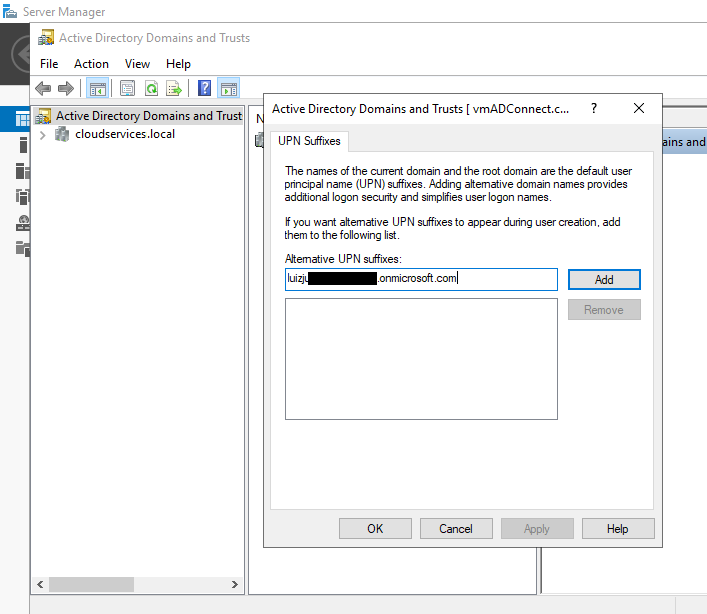 Server Manager
Active Directory Domains and Trusts
File Action View Help
Active Directory Domains and Trust
cloudservices.local
N
Active Directory Domains and Trusts [ vmADConnect.c... ?
ains and
UPN Suffixes
The names of the current domain and the root domain are the default user
principal name (UPN) suffixes. Adding alternative domain names provides
additional logon security and simplifies user logon names.
If you want alternative UPN suffixes to appear during user creation, add
them to the following list.
Alternative UPN suffixes:
luizju .onmicrosoft.com
Add
Remove
OK Cancel Apply Help